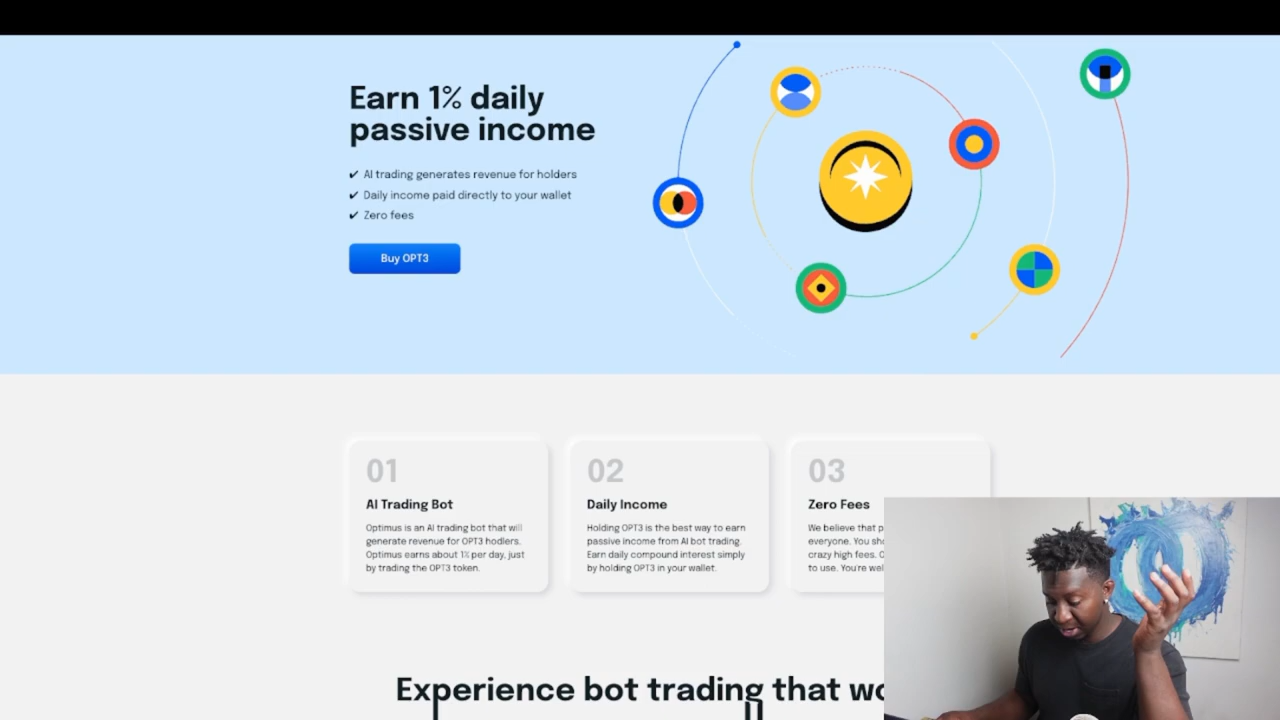 Earn 1% daily
passive income
✔ AI trading generates revenue for holders
✔ Daily income paid directly to your wallet
✔ Zero fees
Buy OPT3
01
AI Trading Bot
Optimus is an AI trading bot that will
generate revenue for OPT3 hodlers.
Optimus earns about 1% per day, just
by trading the OPT3 token.
02
Daily Income
Holding OPT3 is the best way to earn
passive income from AI bot trading.
Earn daily compound interest simply
by holding OPT3 in your wallet.
03
Zero Fees
We believe that
everyone. You
crazy high fees.
to use. You're
Experience bot trading that